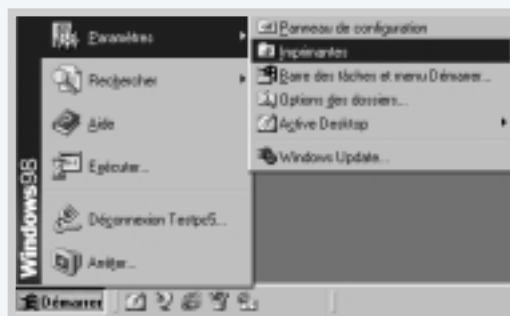 Paramètres
Rechercher
Aide
Exécuter...
Déconnexion Testpc5...
Arrêter...
Windows98
Démarrer
Panneau de configuration
Imprimantes
Barre des tâches et menu Démarrer...
Options des dossiers...
Active Desktop
Windows Update...